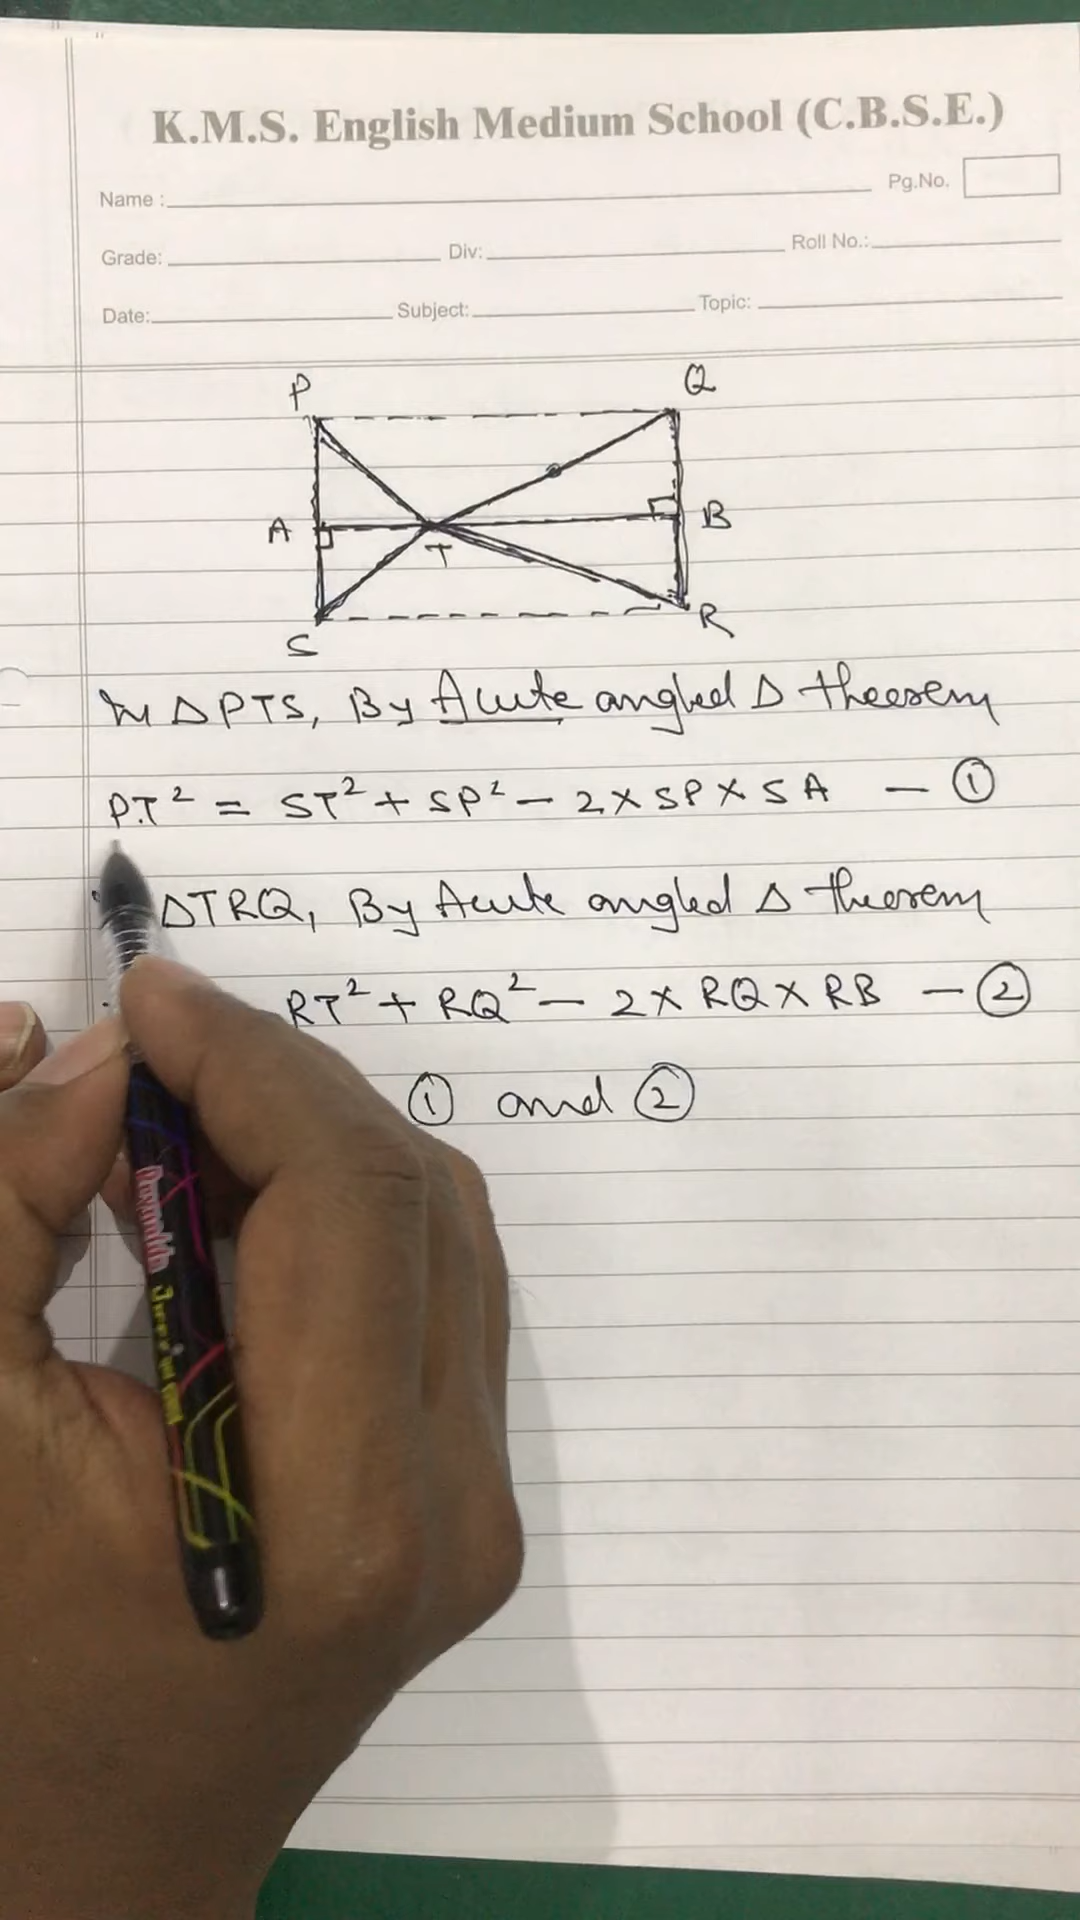 K.M.S. English Medium School (C.B.S.E.)
Pg.No.
Name :
Grade: Div: Roll No.:
Date: Subject: Topic:
P Q
A B
T
S R
In ΔPTS, By Acute angled Δ theorem
PT² = ST² + SP² - 2 × SP × SA - ①
ΔTRQ, By Acute angled Δ theorem
RT² + RQ² - 2 × RQ × RB - ②
① and ②